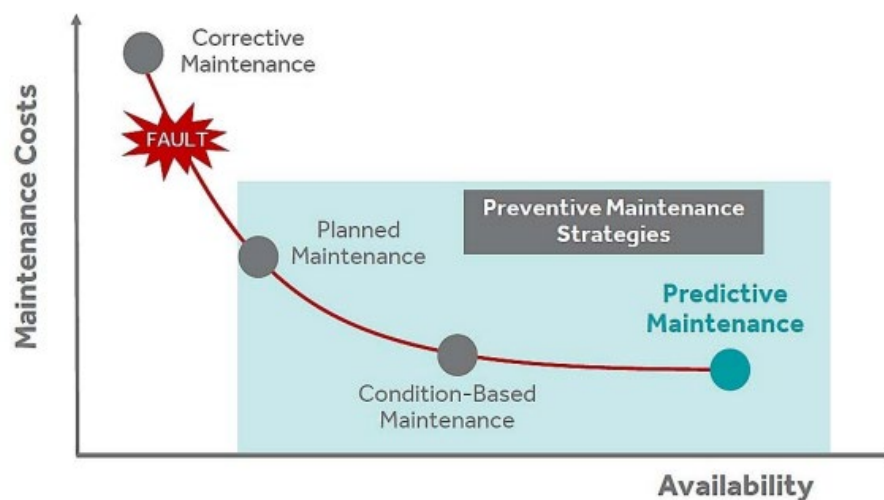 Corrective
Maintenance
FAULT
Maintenance Costs
Preventive Maintenance
Strategies
Planned
Maintenance
Predictive
Maintenance
Condition-Based
Maintenance
Availability